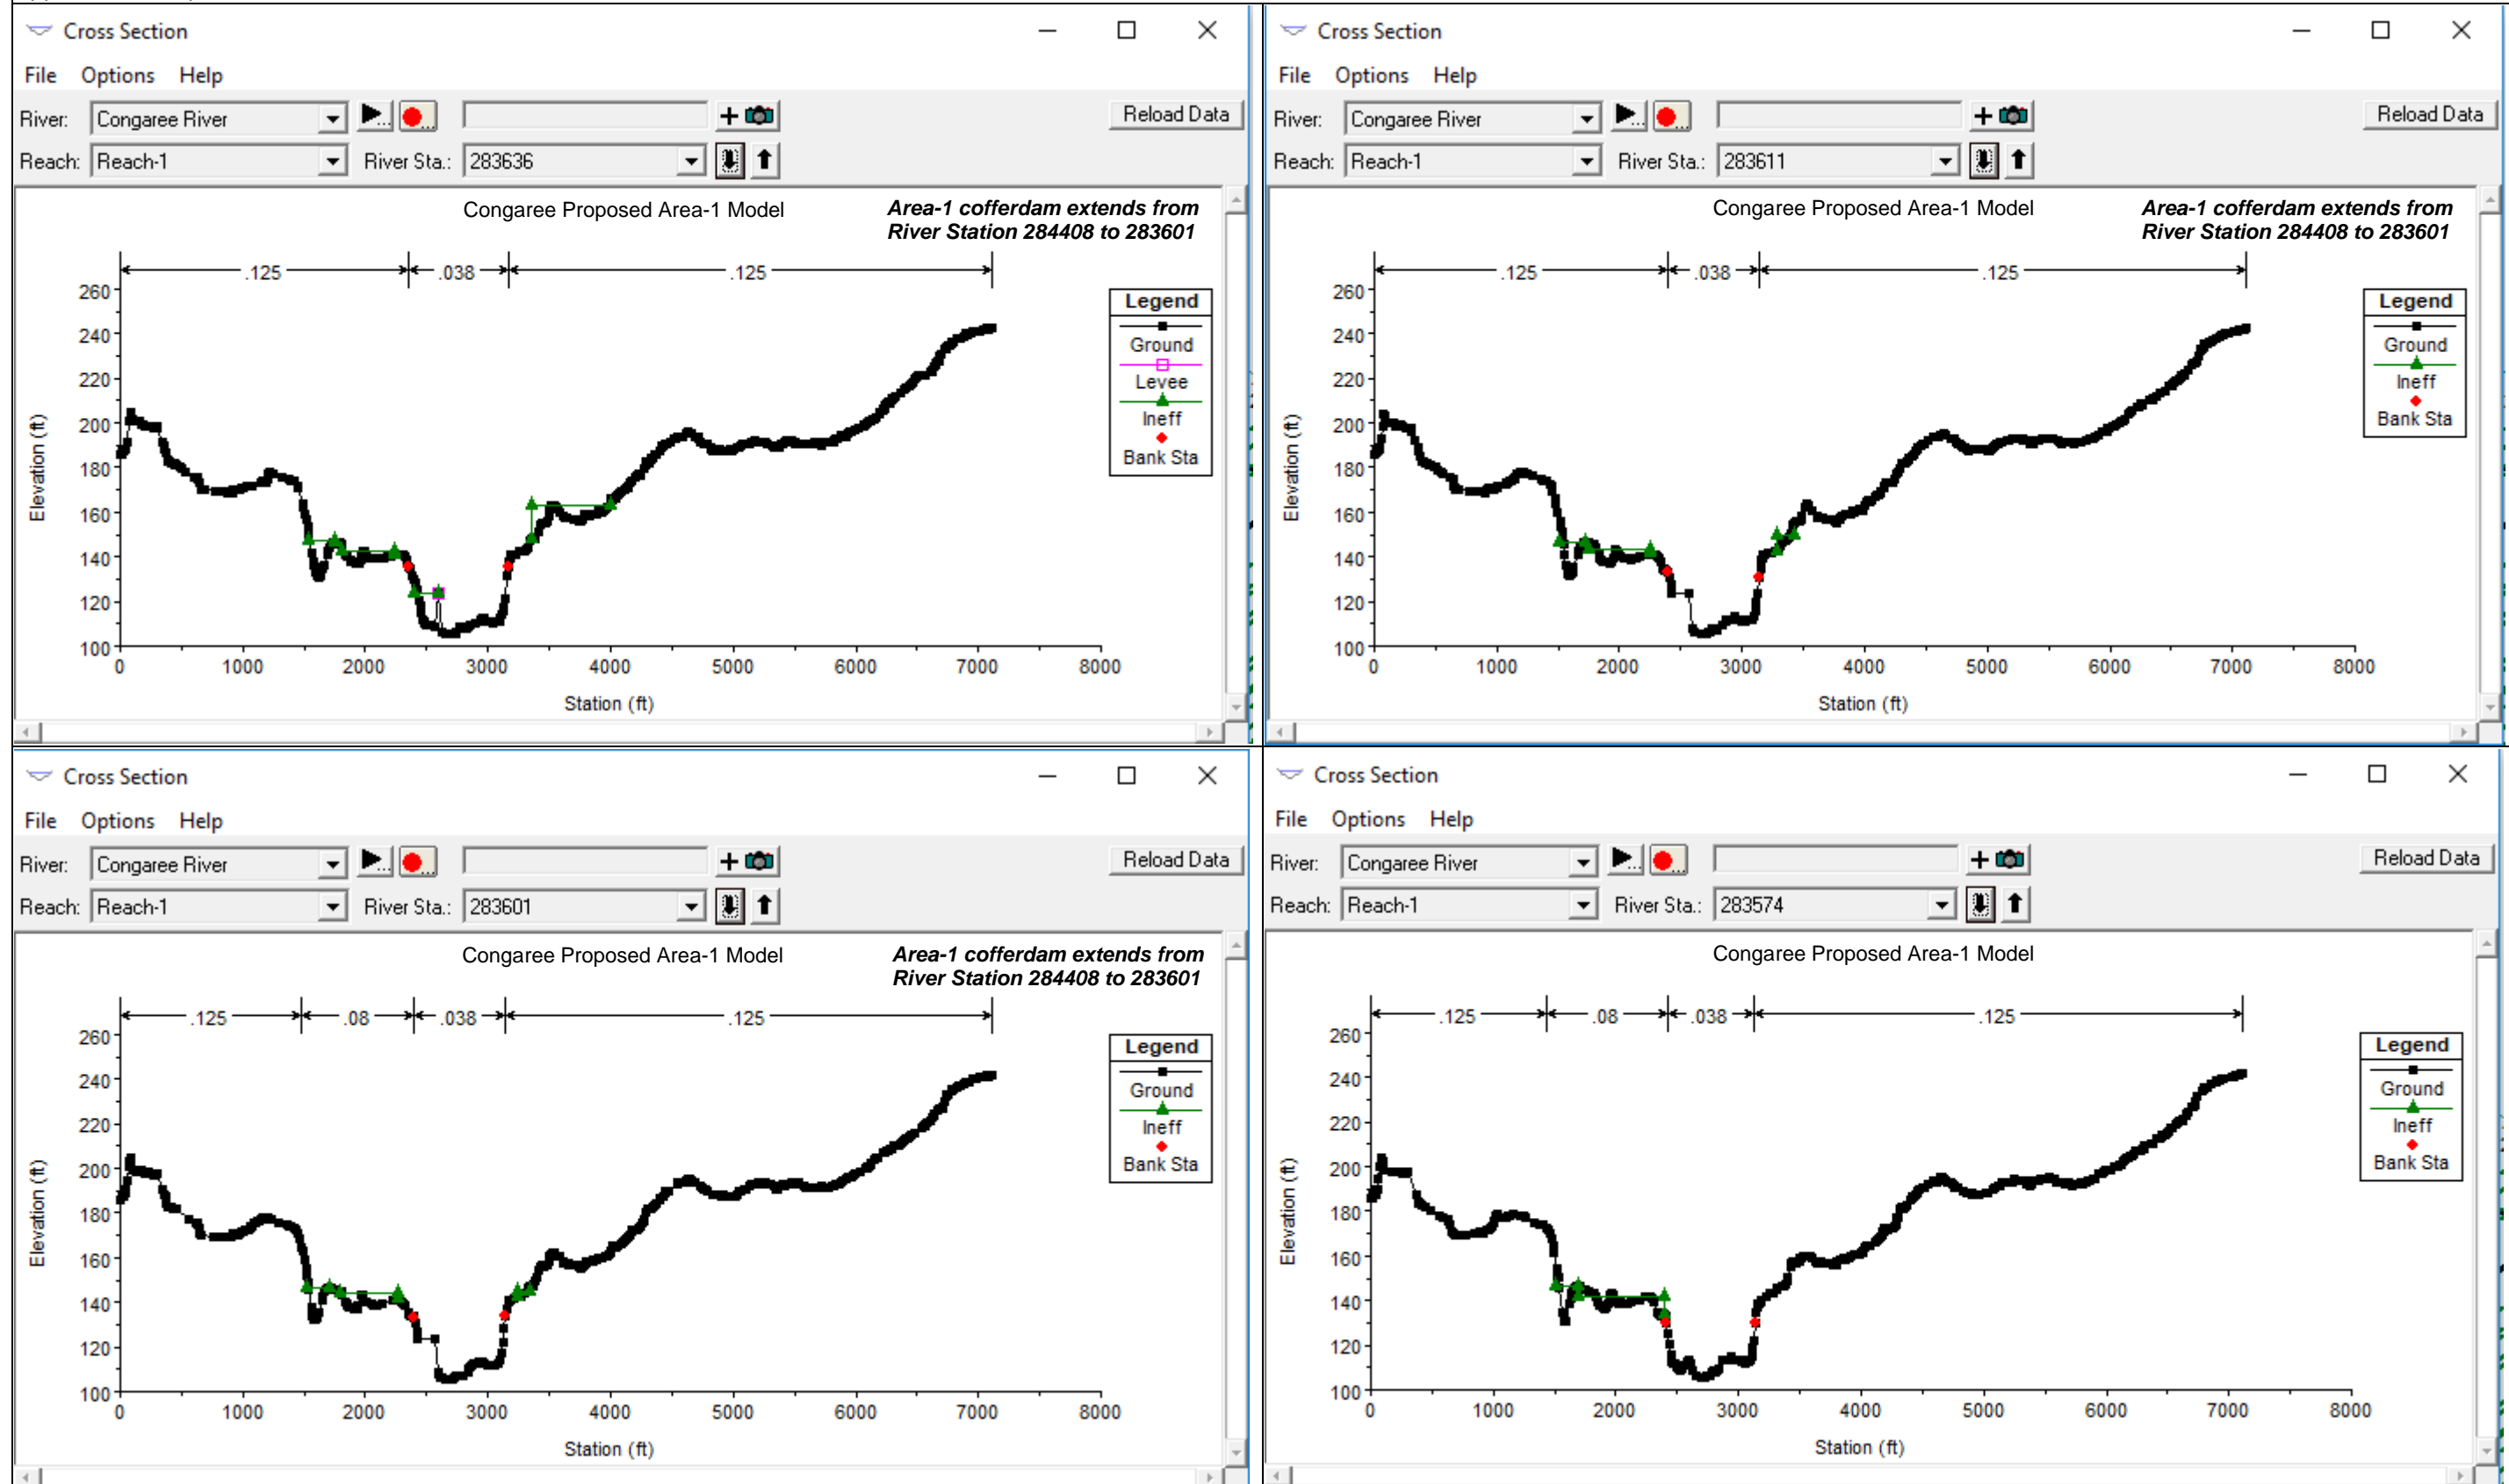 Cross Section
File Options Help
River: Congaree River Reload Data
Reach: Reach-1 River Sta.: 283636
Congaree Proposed Area-1 Model
Area-1 cofferdam extends from
River Station 284408 to 283601
.125 .038 .125
Legend
Ground
Levee
Ineff
Bank Sta
Elevation (ft)
260
240
220
200
180
160
140
120
100
0 1000 2000 3000 4000 5000 6000 7000 8000
Station (ft)
Cross Section
File Options Help
River: Congaree River Reload Data
Reach: Reach-1 River Sta.: 283611
Congaree Proposed Area-1 Model
Area-1 cofferdam extends from
River Station 284408 to 283601
.125 .038 .125
Legend
Ground
Ineff
Bank Sta
Elevation (ft)
260
240
220
200
180
160
140
120
100
0 1000 2000 3000 4000 5000 6000 7000 8000
Station (ft)
Cross Section
File Options Help
River: Congaree River Reload Data
Reach: Reach-1 River Sta.: 283601
Congaree Proposed Area-1 Model
Area-1 cofferdam extends from
River Station 284408 to 283601
.125 .08 .038 .125
Legend
Ground
Ineff
Bank Sta
Elevation (ft)
260
240
220
200
180
160
140
120
100
0 1000 2000 3000 4000 5000 6000 7000 8000
Station (ft)
Cross Section
File Options Help
River: Congaree River Reload Data
Reach: Reach-1 River Sta.: 283574
Congaree Proposed Area-1 Model
.125 .08 .038 .125
Legend
Ground
Ineff
Bank Sta
Elevation (ft)
260
240
220
200
180
160
140
120
100
0 1000 2000 3000 4000 5000 6000 7000 8000
Station (ft)